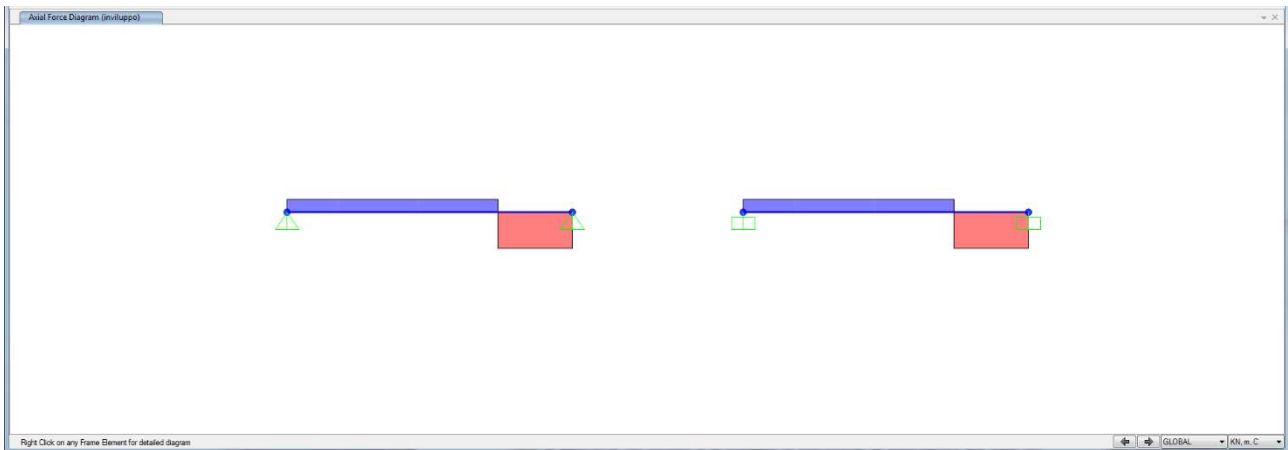 Axial Force Diagram (inviluppo)
Right Click on any Frame Element for detailed diagram
GLOBAL
KN, m, C